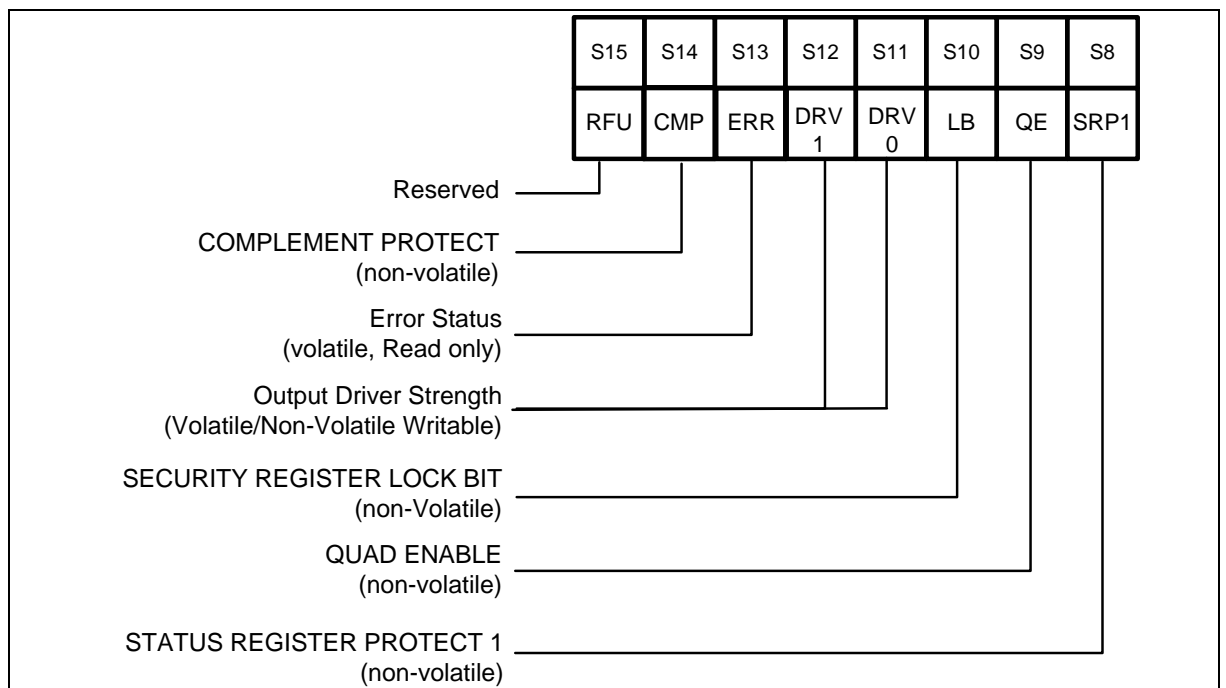 S15 S14 S13 S12 S11 S10 S9 S8
RFU CMP ERR DRV 1 DRV 0 LB QE SRP1
Reserved
COMPLEMENT PROTECT
(non-volatile)
Error Status
(volatile, Read only)
Output Driver Strength
(Volatile/Non-Volatile Writable)
SECURITY REGISTER LOCK BIT
(non-Volatile)
QUAD ENABLE
(non-volatile)
STATUS REGISTER PROTECT 1
(non-volatile)